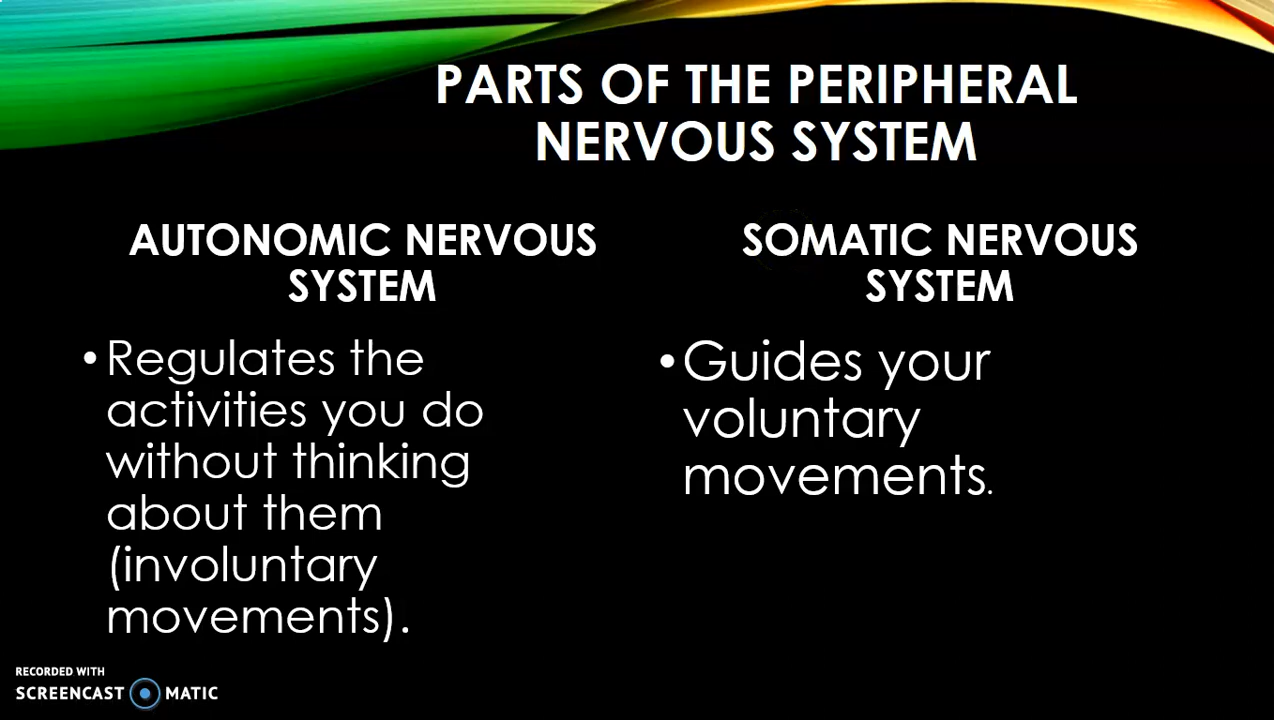 PARTS OF THE PERIPHERAL
NERVOUS SYSTEM
AUTONOMIC NERVOUS
SYSTEM
• Regulates the
activities you do
without thinking
about them
(involuntary
movements).
SOMATIC NERVOUS
SYSTEM
• Guides your
voluntary
movements.
RECORDED WITH
SCREENCAST MATIC